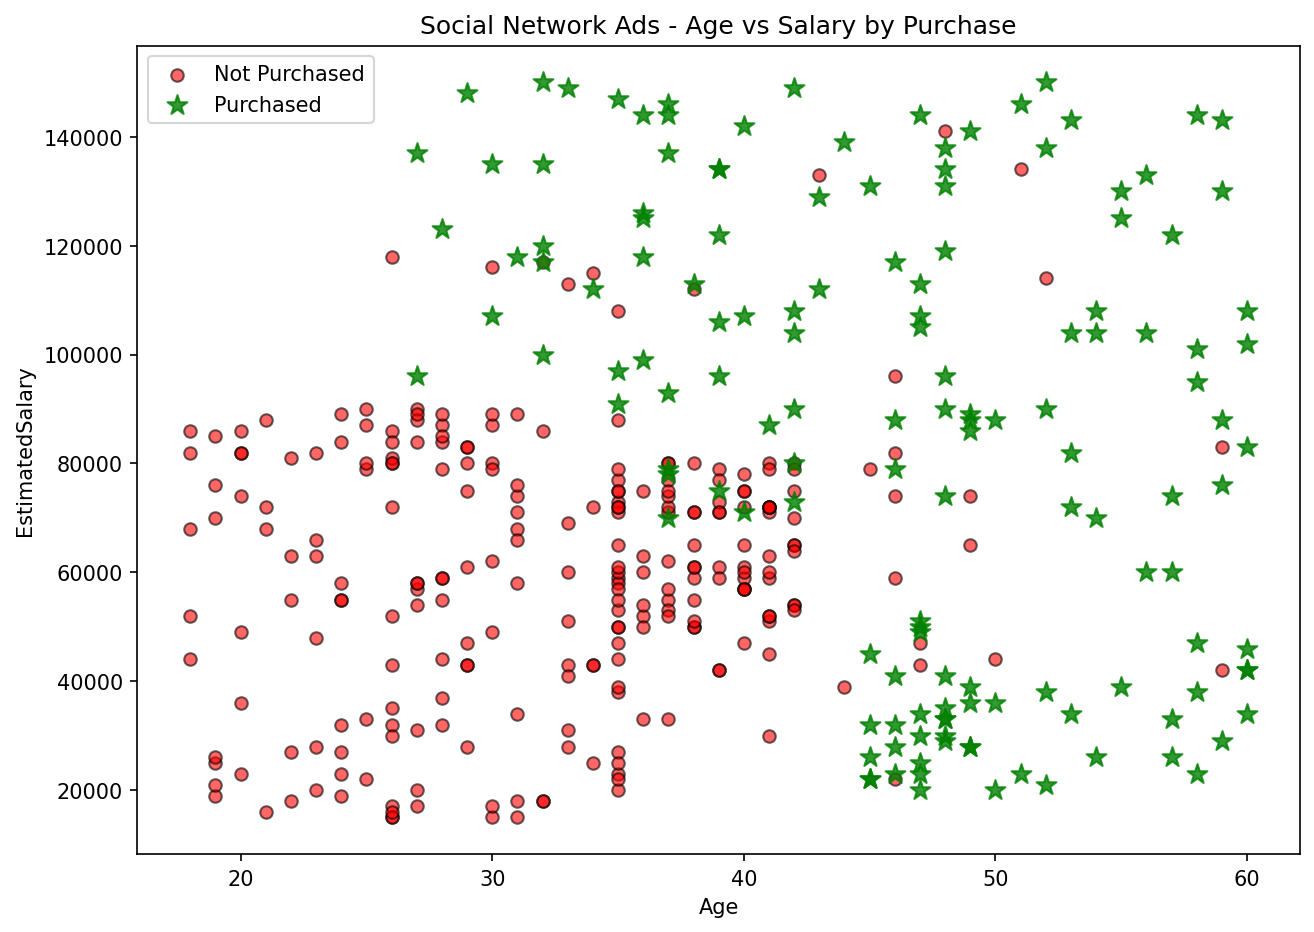 Social Network Ads - Age vs Salary by Purchase
Not Purchased
Purchased
EstimatedSalary
140000
120000
100000
80000
60000
40000
20000
20 30 40 50 60
Age